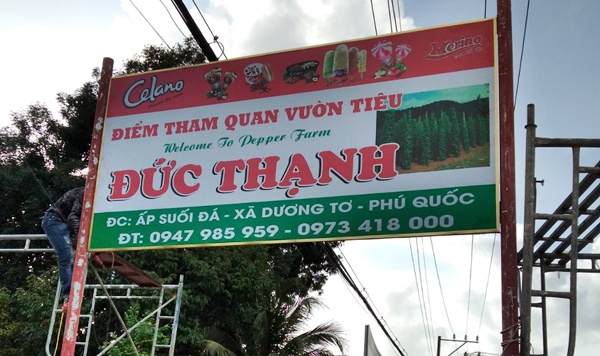 Celano
Merino
ĐIỂM THAM QUAN VƯỜN TIÊU
Welcome To Pepper Farm
ĐỨC THẠNH
ĐC: ẤP SUỐI ĐÁ - XÃ DƯƠNG TƠ - PHÚ QUỐC
ĐT: 0947 985 959 - 0973 418 000